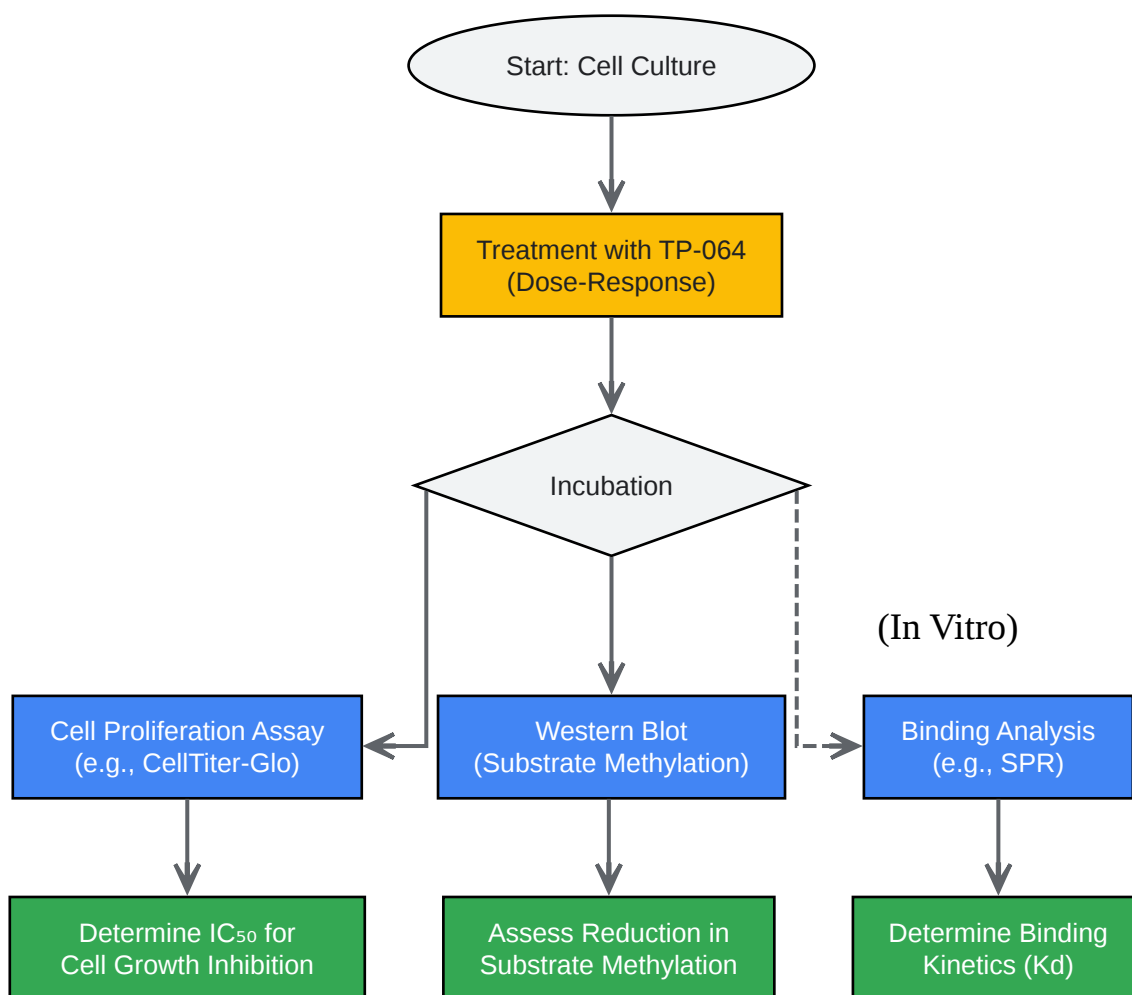 Start: Cell Culture
Treatment with TP-064
(Dose-Response)
Incubation
(In Vitro)
Cell Proliferation Assay
(e.g., CellTiter-Glo)
Western Blot
(Substrate Methylation)
Binding Analysis
(e.g., SPR)
Determine IC₅₀ for
Cell Growth Inhibition
Assess Reduction in
Substrate Methylation
Determine Binding
Kinetics (Kd)